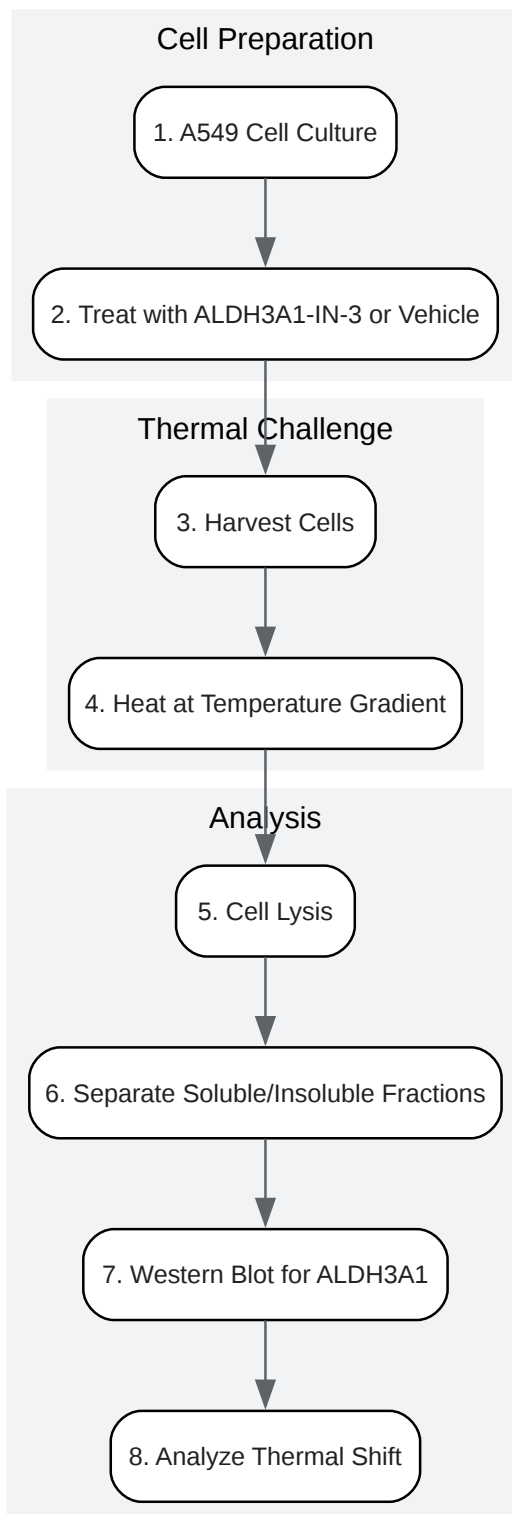 Cell Preparation
1. A549 Cell Culture
2. Treat with ALDH3A1-IN-3 or Vehicle
Thermal Challenge
3. Harvest Cells
4. Heat at Temperature Gradient
Analysis
5. Cell Lysis
6. Separate Soluble/Insoluble Fractions
7. Western Blot for ALDH3A1
8. Analyze Thermal Shift